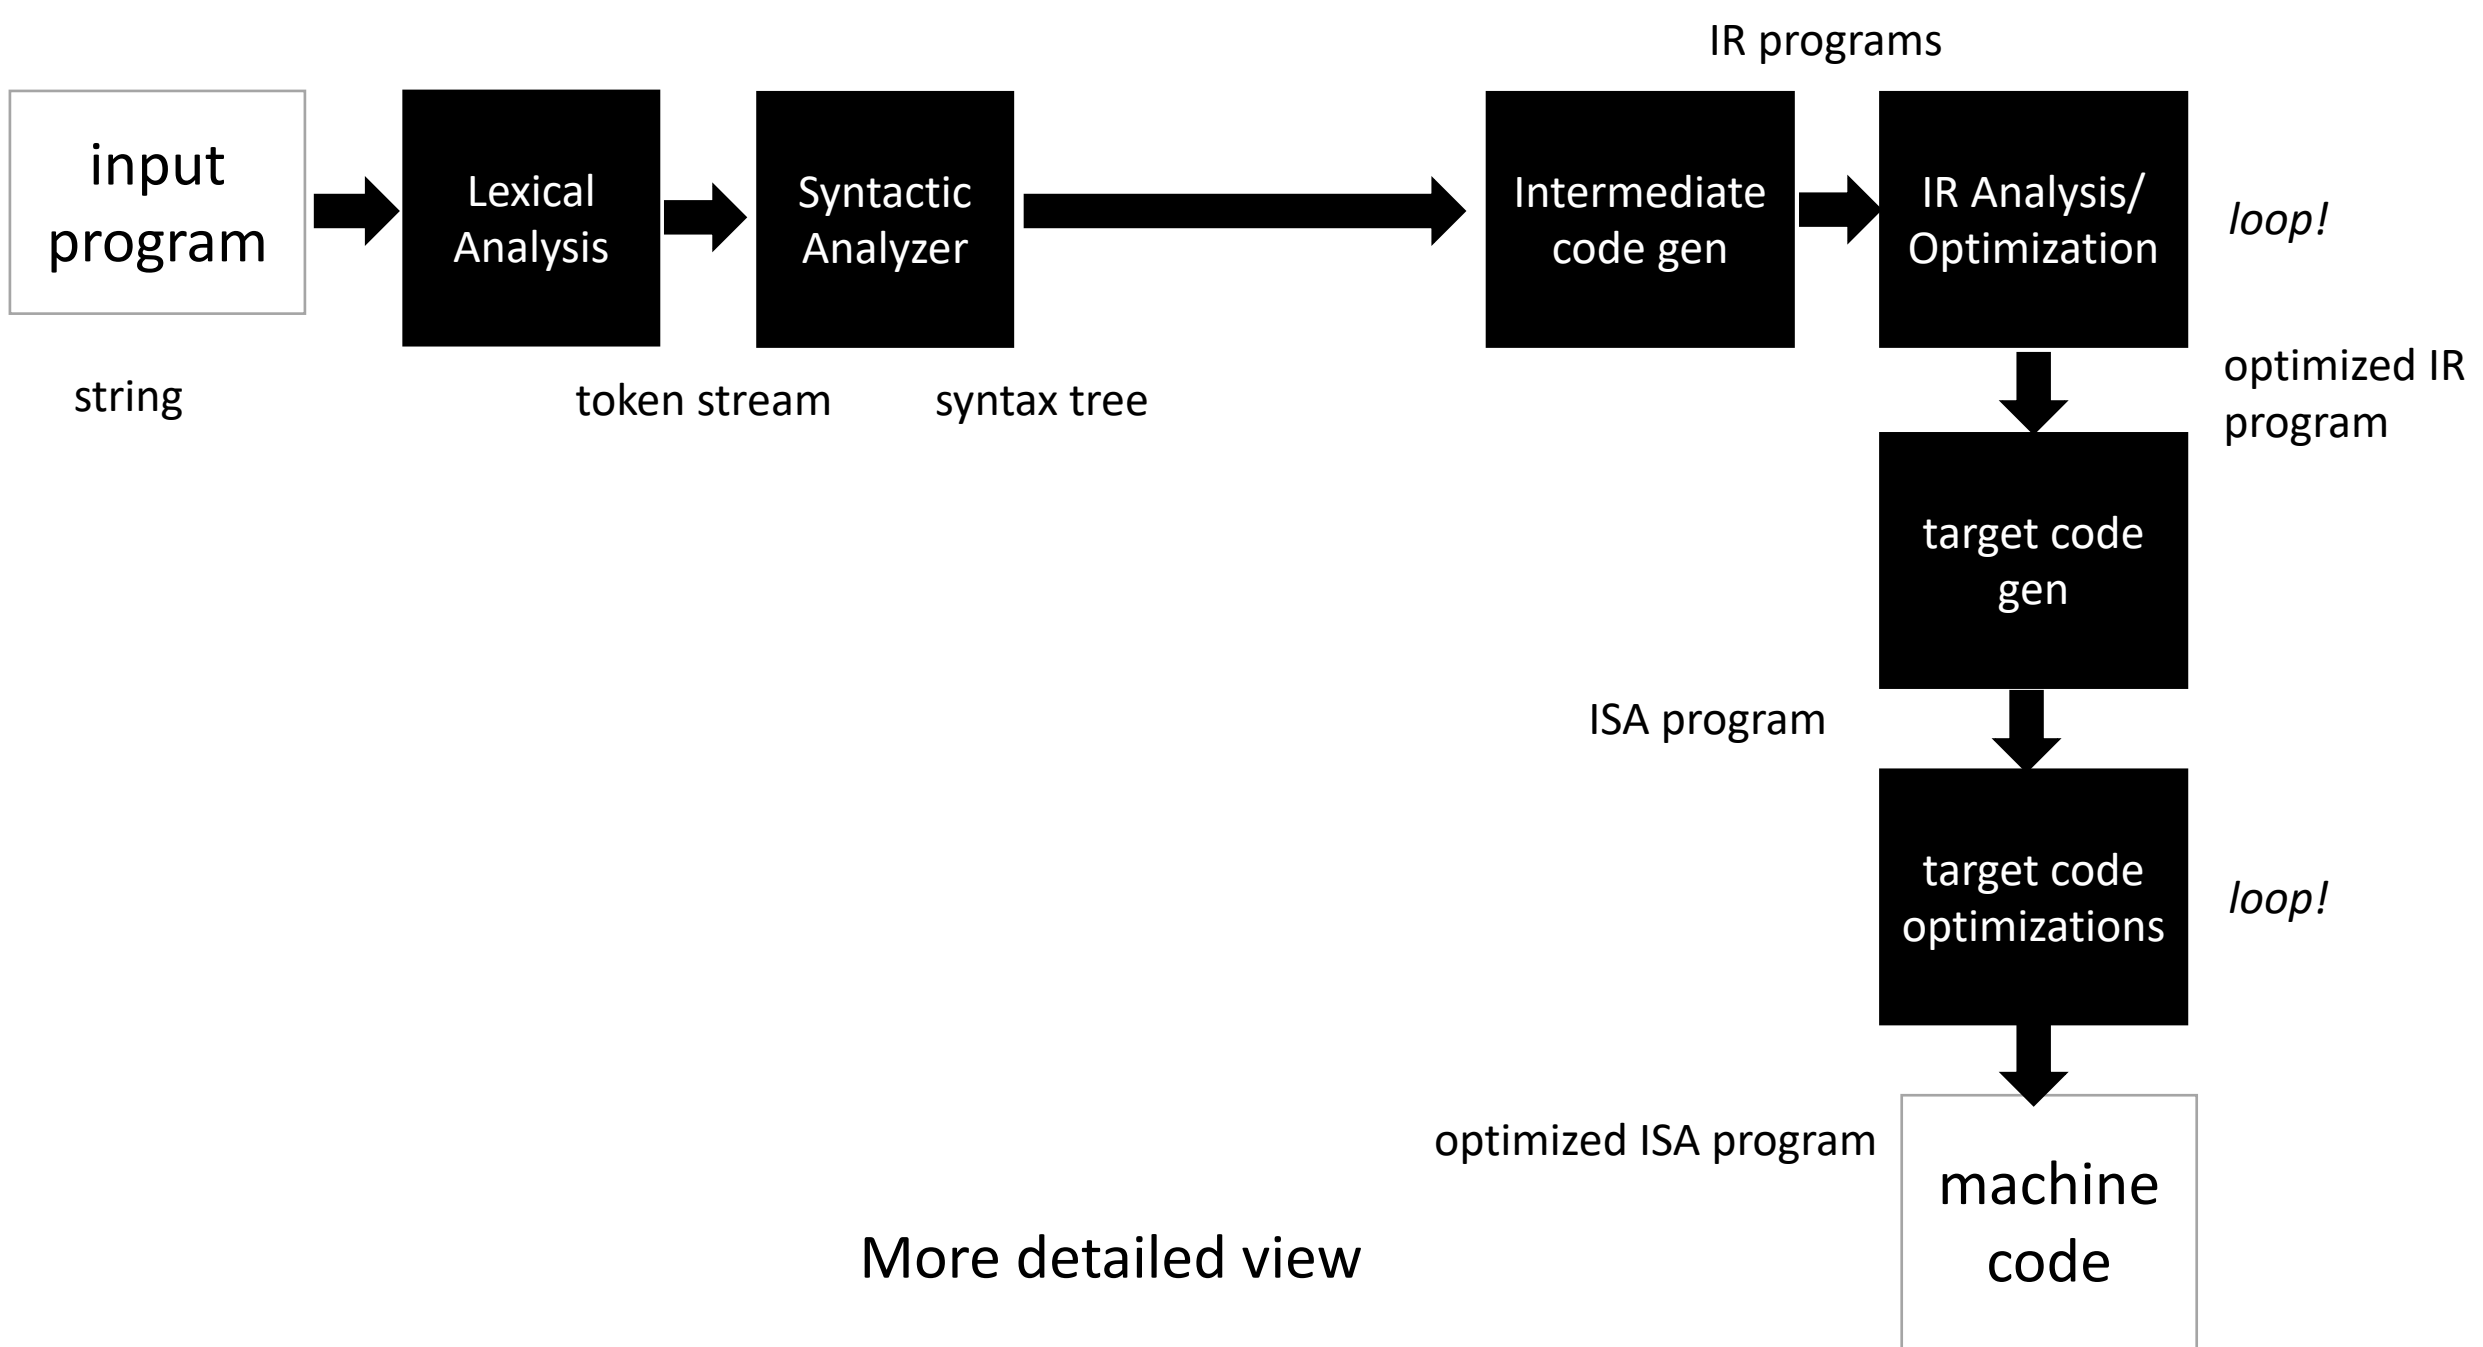 IR programs
input
program
Lexical
Analysis
Syntactic
Analyzer
Intermediate
code gen
IR Analysis/
Optimization
loop!
string
token stream
syntax tree
optimized IR
program
target code
gen
ISA program
target code
optimizations
loop!
optimized ISA program
machine
code
More detailed view